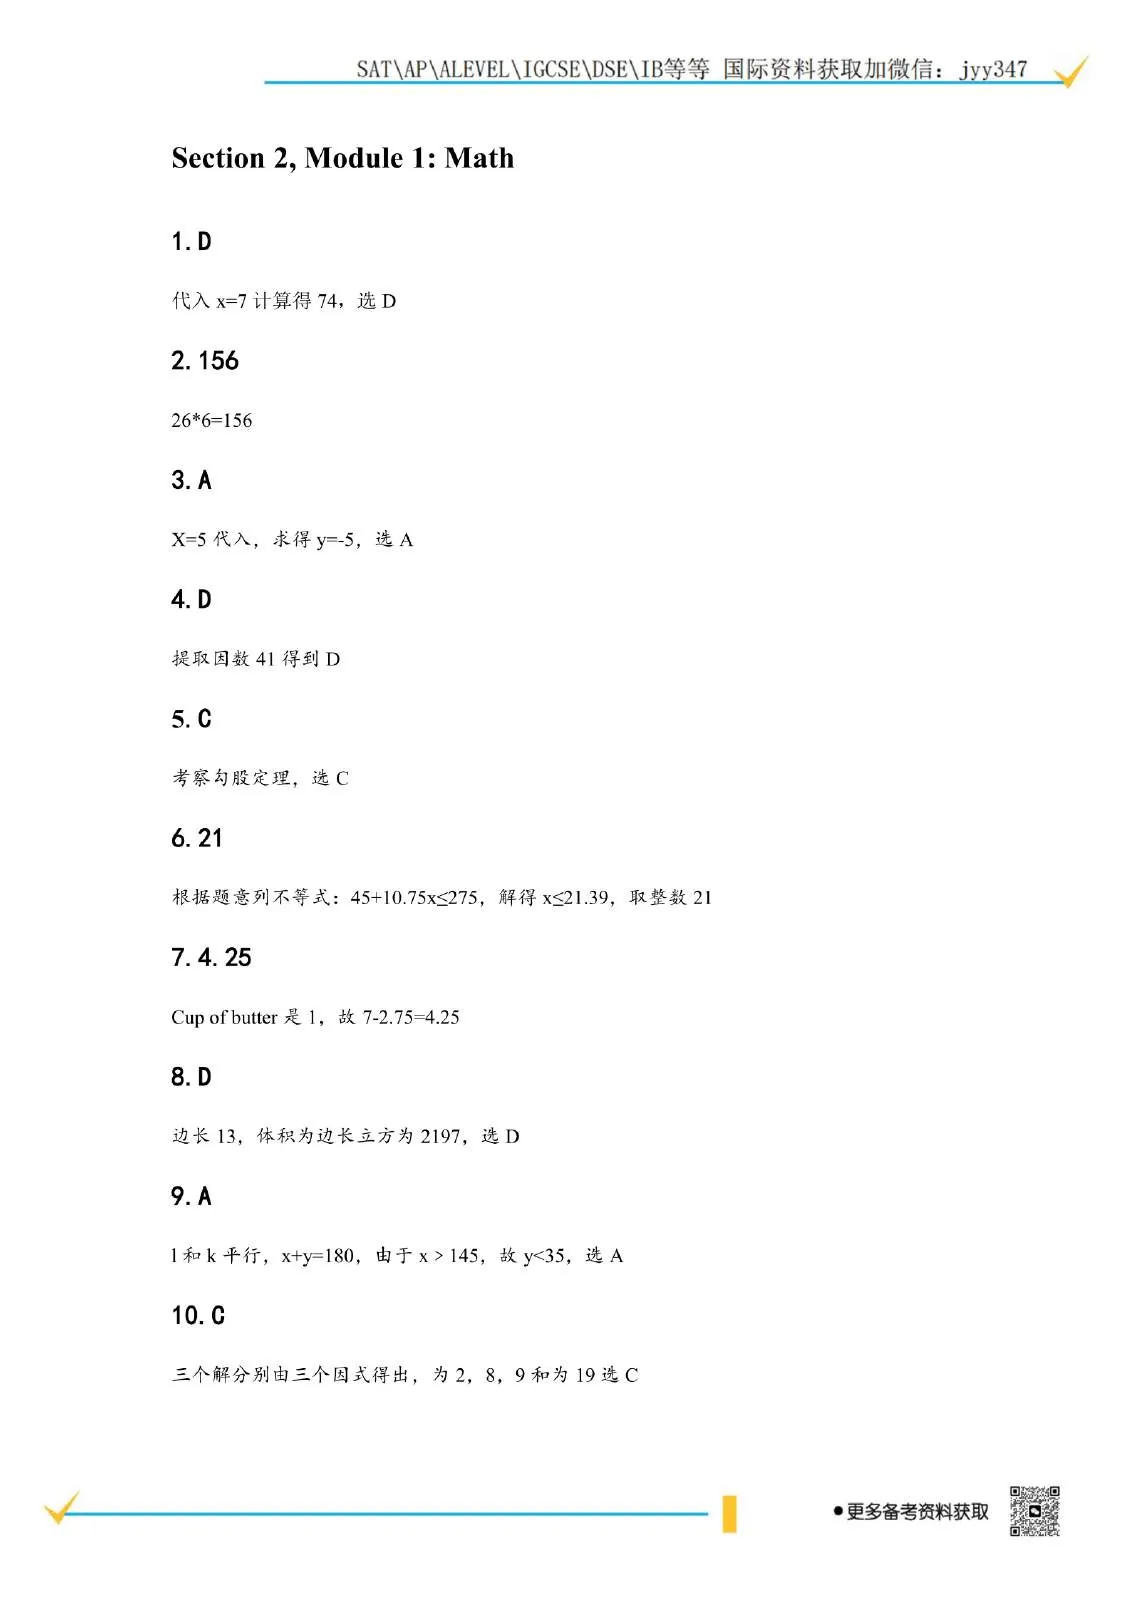 SAT\AP\ALEVEL\IGCSE\DSE\IB等等 国际资料获取加微信：jyy347
Section 2, Module 1: Math
1. D
代入 x=7 计算得 74，选 D
2. 156
26*6=156
3. A
X=5 代入，求得 y=-5，选 A
4. D
提取因数 41 得到 D
5. C
考察勾股定理，选 C
6. 21
根据题意列不等式：45+10.75x≤275，解得 x≤21.39，取整数 21
7. 4.25
Cup of butter 是 1，故 7-2.75=4.25
8. D
边长 13，体积为边长立方为 2197，选 D
9. A
l 和 k 平行，x+y=180，由于 x﹥145，故 y<35，选 A
10. C
三个解分别由三个因式得出，为 2，8，9 和为 19 选 C
●更多备考资料获取